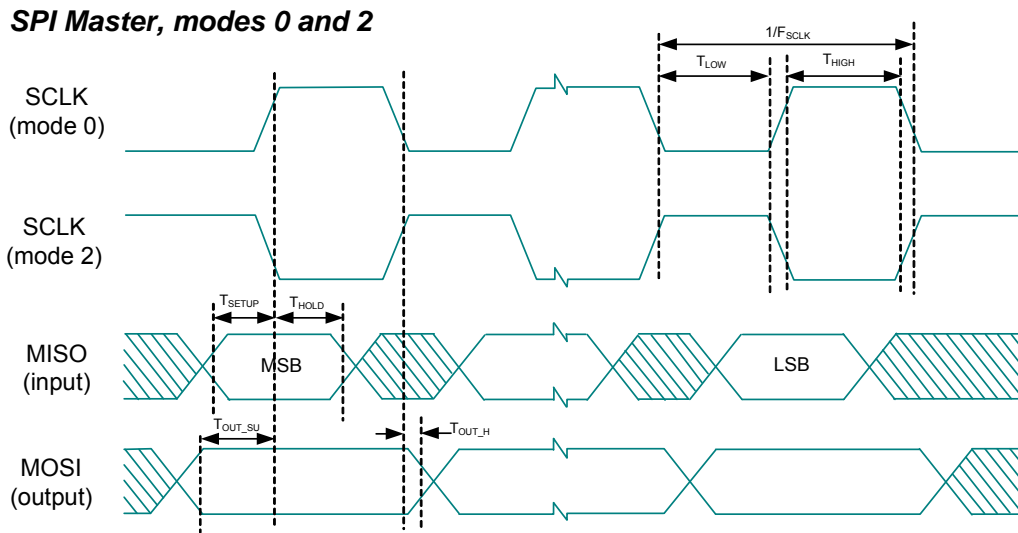 SPI Master, modes 0 and 2
1/FSCLK
TLOW
THIGH
SCLK
(mode 0)
SCLK
(mode 2)
TSETUP
THOLD
MISO
(input)
MSB
LSB
TOUT_SU
TOUT_H
MOSI
(output)